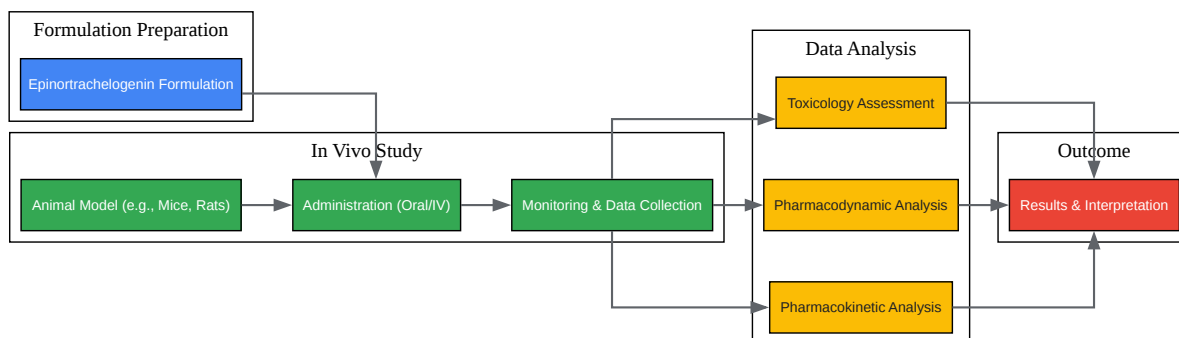 Formulation Preparation
Epinortrachelogenin Formulation
In Vivo Study
Animal Model (e.g., Mice, Rats)
Administration (Oral/IV)
Monitoring & Data Collection
Data Analysis
Toxicology Assessment
Pharmacodynamic Analysis
Pharmacokinetic Analysis
Outcome
Results & Interpretation